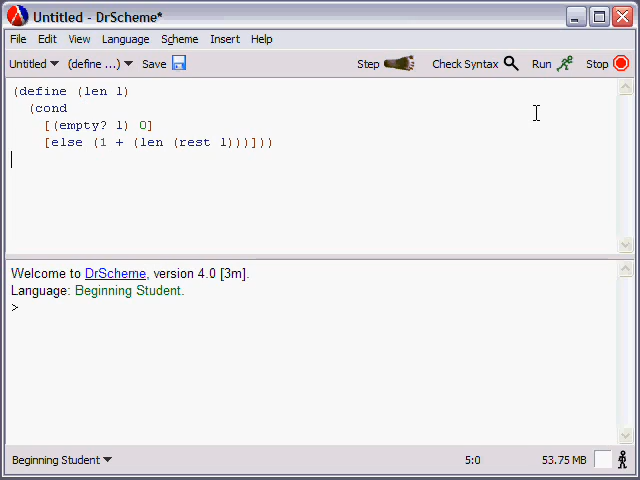 Untitled - DrScheme*
File Edit View Language Scheme Insert Help
Untitled (define ...) Save Step Check Syntax Run Stop
(define (len l)
(cond
[(empty? l) 0]
[else (1 + (len (rest l)))]))
Welcome to DrScheme, version 4.0 [3m].
Language: Beginning Student.
>
Beginning Student 5:0 53.75 MB